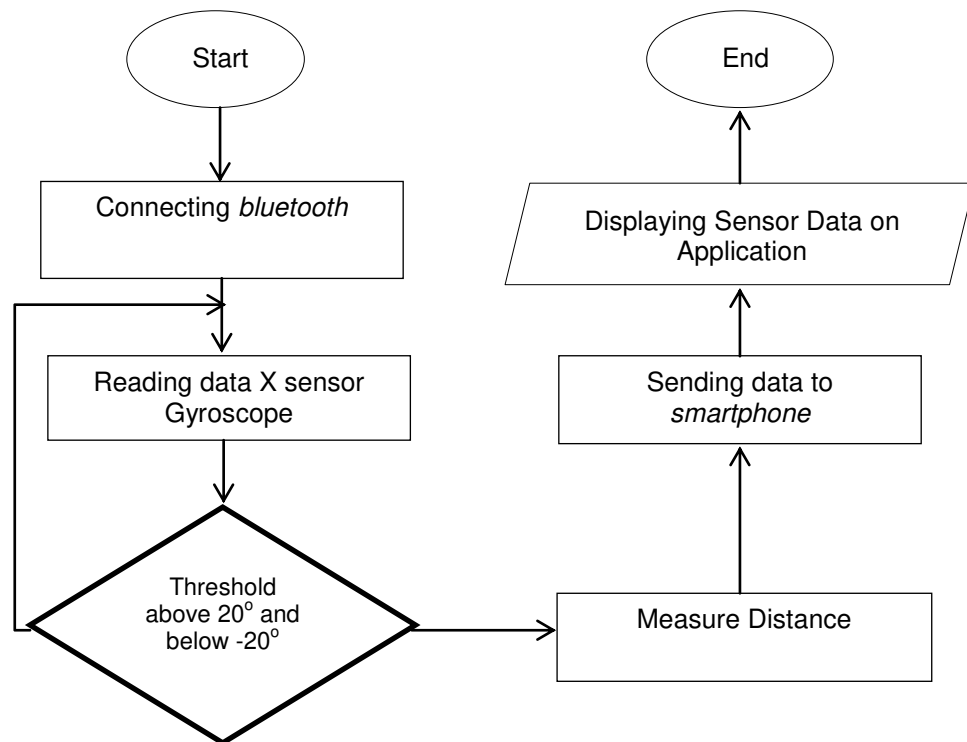 Start
Connecting bluetooth
Reading data X sensor
Gyroscope
Threshold
above 20° and
below -20°
Measure Distance
Sending data to
smartphone
Displaying Sensor Data on
Application
End